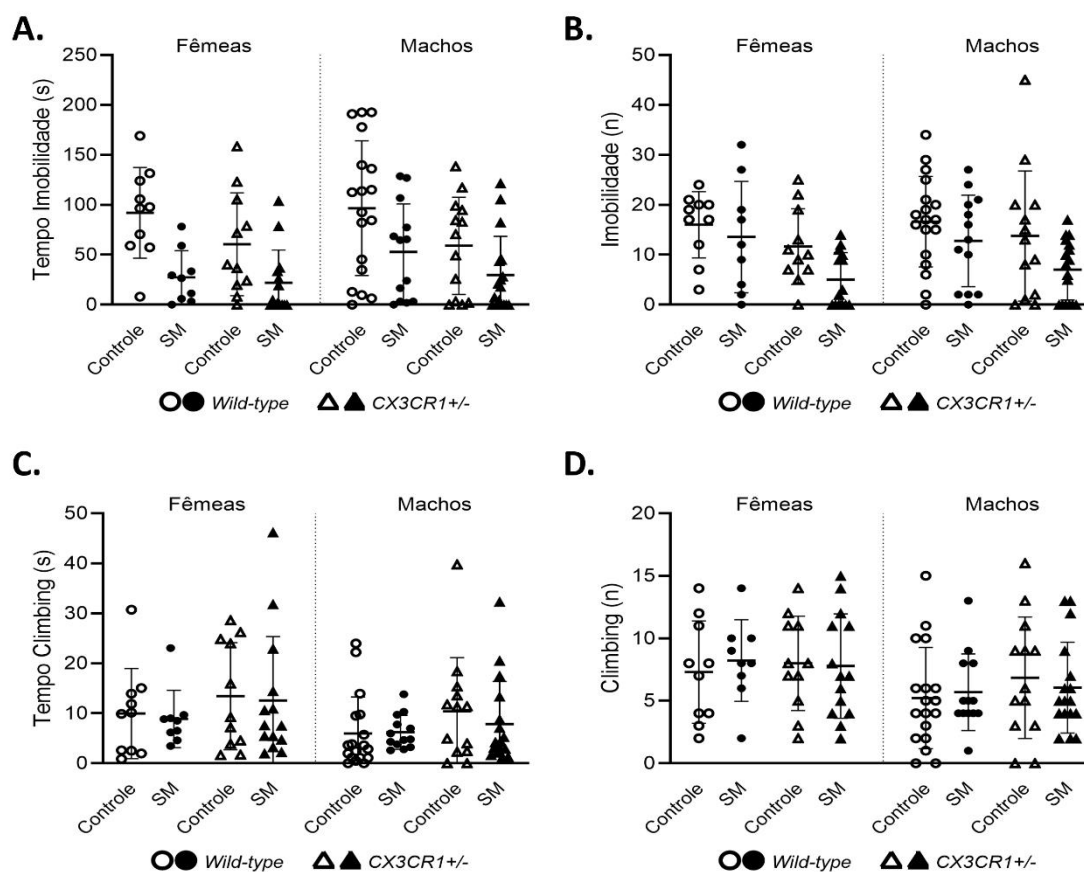 A.
Fêmeas Machos
Tempo Imobilidade (s)
250
200
150
100
50
0
Controle SM Controle SM Controle SM Controle SM
Wild-type CX3CR1+/-
B.
Fêmeas Machos
Imobilidade (n)
50
40
30
20
10
0
Controle SM Controle SM Controle SM Controle SM
Wild-type CX3CR1+/-
C.
Fêmeas Machos
Tempo Climbing (s)
50
40
30
20
10
0
Controle SM Controle SM Controle SM Controle SM
Wild-type CX3CR1+/-
D.
Fêmeas Machos
Climbing (n)
20
15
10
5
0
Controle SM Controle SM Controle SM Controle SM
Wild-type CX3CR1+/-